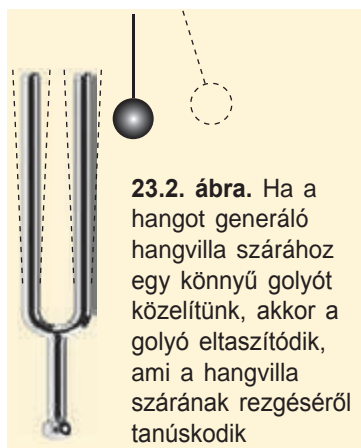 23.2. ábra. Ha a
hangot generáló
hangvilla szárához
egy könnyű golyót
közelítünk, akkor a
golyó eltaszítódik,
ami a hangvilla
szárának rezgéséről
tanúskodik